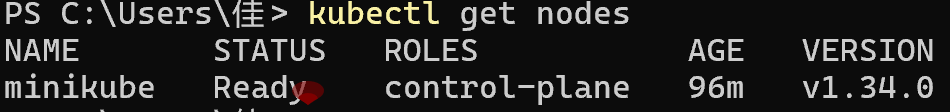 PS C:\Users\佳> kubectl get nodes
NAME STATUS ROLES AGE VERSION
minikube Ready control-plane 96m v1.34.0